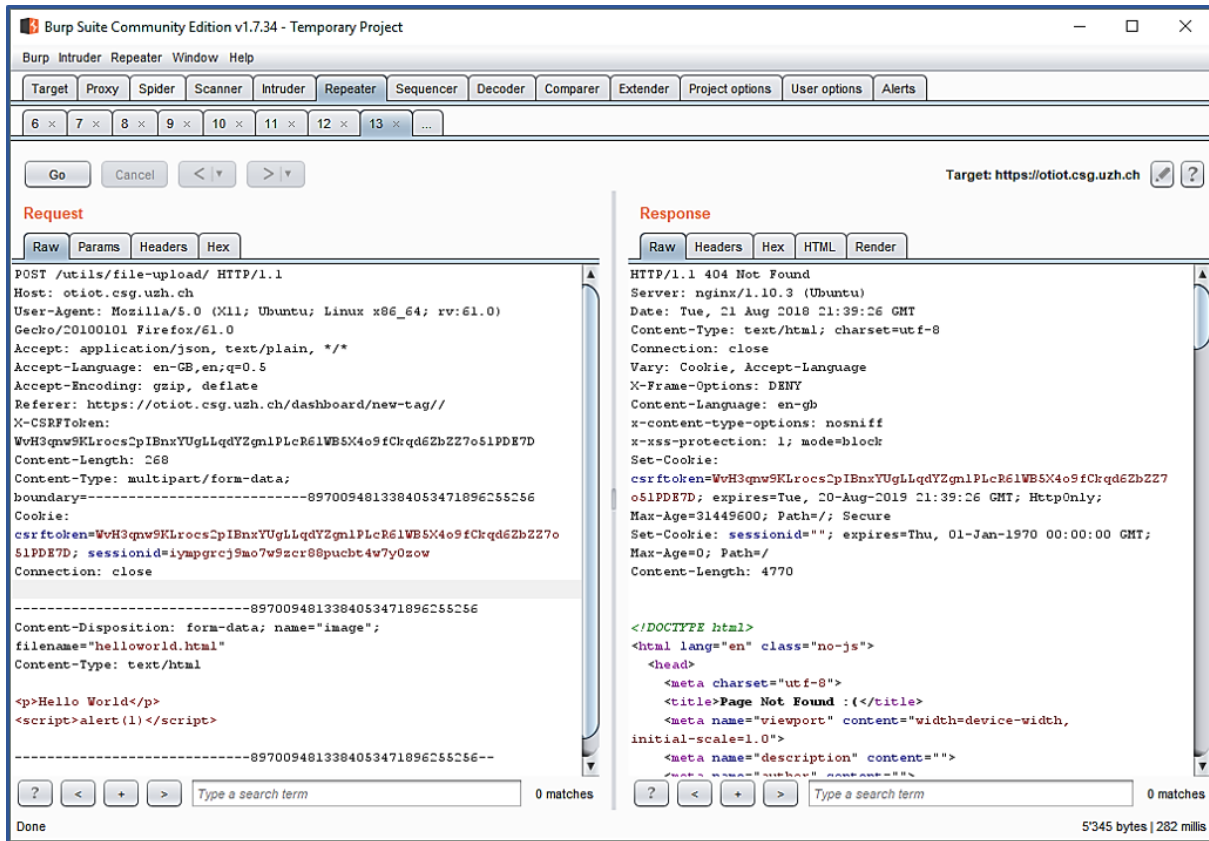 Burp Suite Community Edition v1.7.34 - Temporary Project
Burp Intruder Repeater Window Help
Target Proxy Spider Scanner Intruder Repeater Sequencer Decoder Comparer Extender Project options User options Alerts
6 × 7 × 8 × 9 × 10 × 11 × 12 × 13 × ...
Go Cancel < | ▼ > | ▼ Target: https://otiot.csg.uzh.ch ?
Request
Raw Params Headers Hex
POST /utils/file-upload/ HTTP/1.1
Host: otiot.csg.uzh.ch
User-Agent: Mozilla/5.0 (X11; Ubuntu; Linux x86_64; rv:61.0)
Gecko/20100101 Firefox/61.0
Accept: application/json, text/plain, */*
Accept-Language: en-GB,en;q=0.5
Accept-Encoding: gzip, deflate
Referer: https://otiot.csg.uzh.ch/dashboard/new-tag//
X-CSRFToken:
WvH3qnw9KLrocs2pIBnxYUgLLqdYZgnlPLcR61WB5X4o9fCkqd6ZbZZ7o51PDE7D
Content-Length: 268
Content-Type: multipart/form-data;
boundary=---------------------------8970094813384053471896255256
Cookie:
csrftoken=WvH3qnw9KLrocs2pIBnxYUgLLqdYZgnlPLcR61WB5X4o9fCkqd6ZbZZ7o
51PDE7D; sessionid=iympgrcj9mo7w9zcr88pucbt4w7y0zow
Connection: close
-----------------------------8970094813384053471896255256
Content-Disposition: form-data; name="image";
filename="helloworld.html"
Content-Type: text/html
<p>Hello World</p>
<script>alert(1)</script>
-----------------------------8970094813384053471896255256--
? < + > Type a search term 0 matches
Response
Raw Headers Hex HTML Render
HTTP/1.1 404 Not Found
Server: nginx/1.10.3 (Ubuntu)
Date: Tue, 21 Aug 2018 21:39:26 GMT
Content-Type: text/html; charset=utf-8
Connection: close
Vary: Cookie, Accept-Language
X-Frame-Options: DENY
Content-Language: en-gb
x-content-type-options: nosniff
x-xss-protection: 1; mode=block
Set-Cookie:
csrftoken=WvH3qnw9KLrocs2pIBnxYUgLLqdYZgnlPLcR61WB5X4o9fCkqd6ZbZZ7
o51PDE7D; expires=Tue, 20-Aug-2019 21:39:26 GMT; HttpOnly;
Max-Age=31449600; Path=/; Secure
Set-Cookie: sessionid=""; expires=Thu, 01-Jan-1970 00:00:00 GMT;
Max-Age=0; Path=/
Content-Length: 4770
<!DOCTYPE html>
<html lang="en" class="no-js">
<head>
<meta charset="utf-8">
<title>Page Not Found :(</title>
<meta name="viewport" content="width=device-width,
initial-scale=1.0">
<meta name="description" content="">
<meta name="author" content="">
? < + > Type a search term 0 matches
Done 5'345 bytes | 282 millis